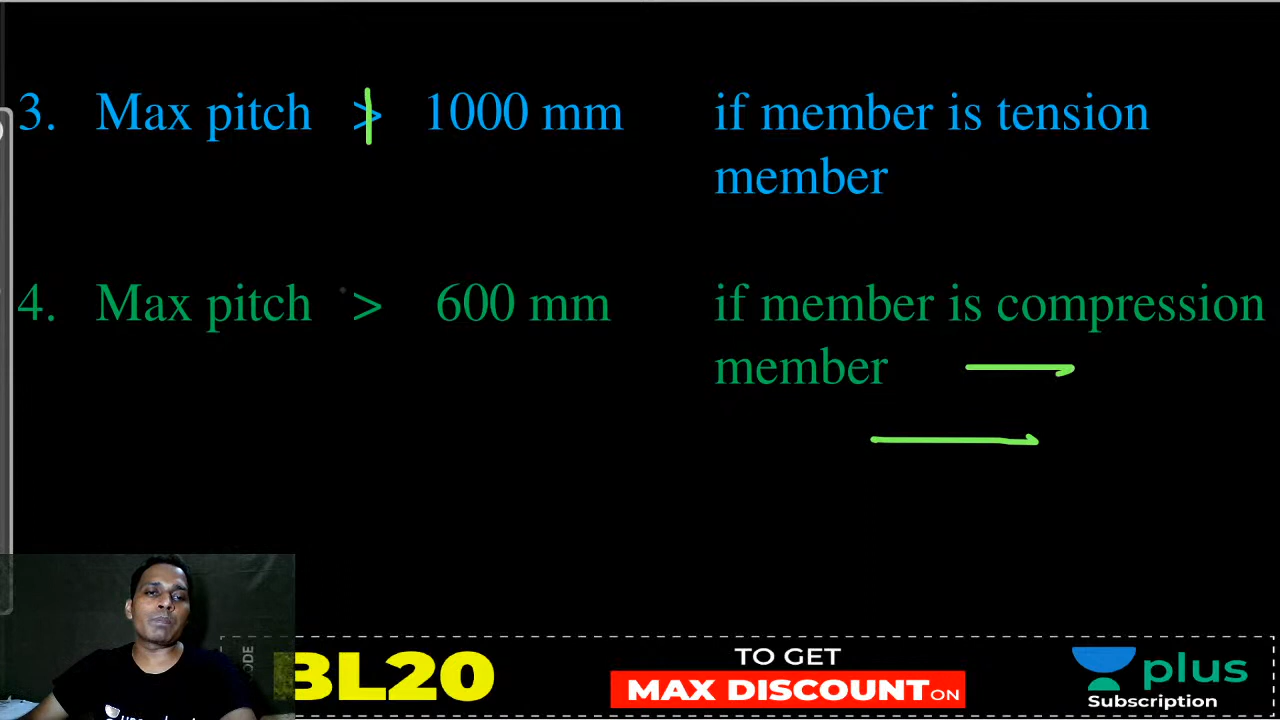 3. Max pitch ≯ 1000 mm if member is tension
member
4. Max pitch > 600 mm if member is compression
member
BL20
TO GET
MAX DISCOUNT ON
plus
Subscription